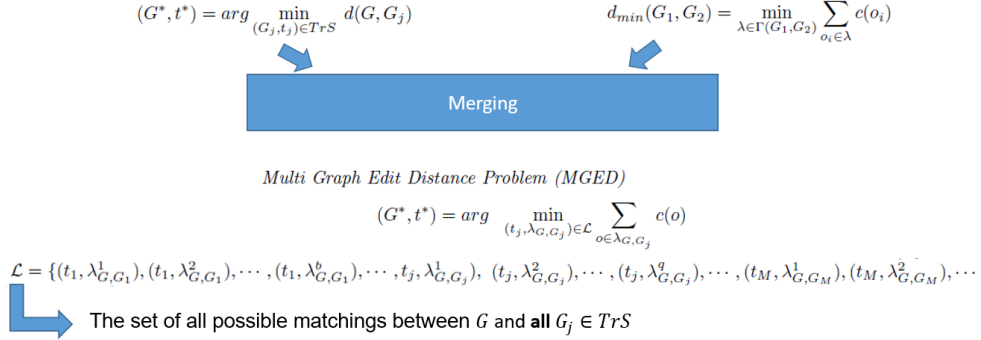 (G*, t*) = arg min_{(G_j,t_j)∈TrS} d(G, G_j)
d_{min}(G_1, G_2) = min_{λ∈Γ(G_1,G_2)} ∑_{o_i∈λ} c(o_i)
Merging
Multi Graph Edit Distance Problem (MGED)
(G*, t*) = arg min_{(t_j,λ_{G,G_j})∈ℒ} ∑_{o∈λ_{G,G_j}} c(o)
ℒ = {(t_1, λ^1_{G,G_1}), (t_1, λ^2_{G,G_1}), ⋯ , (t_1, λ^b_{G,G_1}), ⋯ , t_j, λ^1_{G,G_j}), (t_j, λ^2_{G,G_j}), ⋯ , (t_j, λ^q_{G,G_j}), ⋯ , (t_M, λ^1_{G,G_M}), (t_M, λ^2_{G,G_M}), ⋯
The set of all possible matchings between G and all G_j ∈ TrS